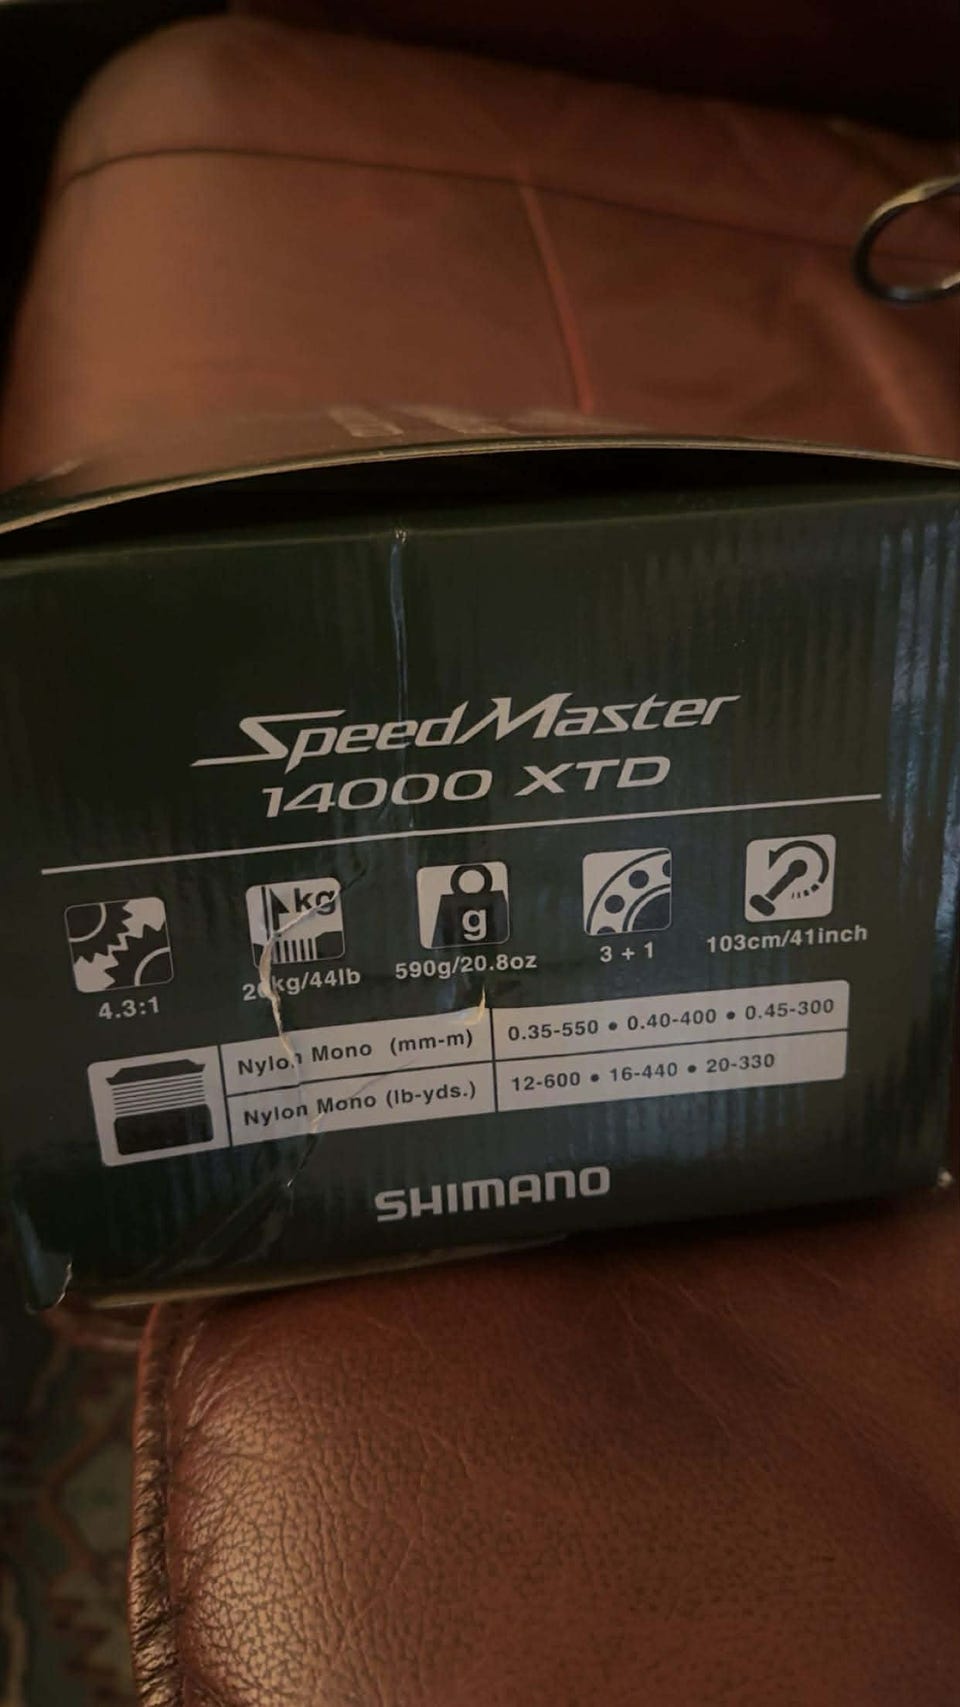 SpeedMaster
14000 XTD
kg
g
4.3:1
20kg/44lb
590g/20.8oz
3 + 1
103cm/41inch
Nylon Mono (mm-m) 0.35-550 • 0.40-400 • 0.45-300
Nylon Mono (lb-yds.) 12-600 • 16-440 • 20-330
SHIMANO